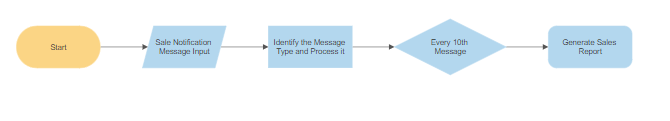 Start
Sale Notification
Message Input
Identify the Message
Type and Process it
Every 10th
Message
Generate Sales
Report